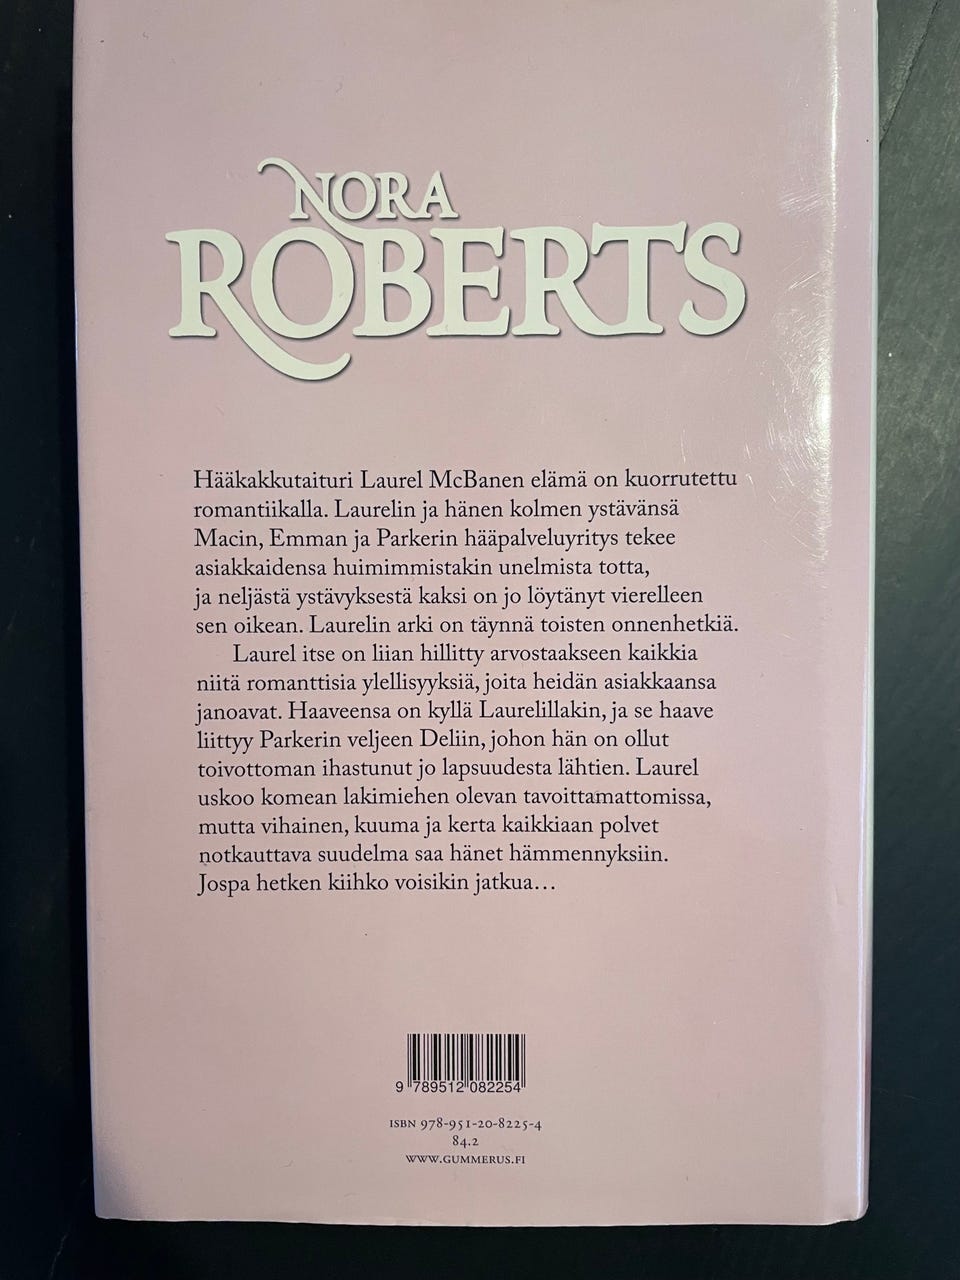 NORA
ROBERTS
Hääkakkutaituri Laurel McBanen elämä on kuorrutettu
romantiikalla. Laurelin ja hänen kolmen ystävänsä
Macin, Emman ja Parkerin hääpalveluyritys tekee
asiakkaidensa huimimmistakin unelmista totta,
ja neljästä ystävyksestä kaksi on jo löytänyt vierelleen
sen oikean. Laurelin arki on täynnä toisten onnenhetkiä.
Laurel itse on liian hillitty arvostaakseen kaikkia
niitä romanttisia ylellisyyksiä, joita heidän asiakkaansa
janoavat. Haaveensa on kyllä Laurelillakin, ja se haave
liittyy Parkerin veljeen Deliin, johon hän on ollut
toivottoman ihastunut jo lapsuudesta lähtien. Laurel
uskoo komean lakimiehen olevan tavoittamattomissa,
mutta vihainen, kuuma ja kerta kaikkiaan polvet
notkauttava suudelma saa hänet hämmennyksiin.
Jospa hetken kiihko voisikin jatkua…
9 789512 082254
ISBN 978-951-20-8225-4
84.2
WWW.GUMMERUS.FI